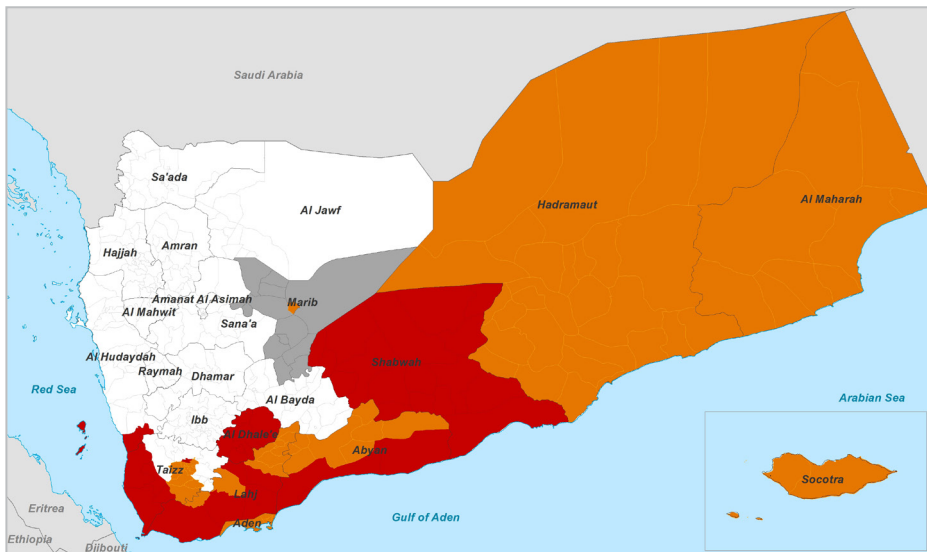 Saudi Arabia
Sa'ada
Al Jawf
Hadramaut
Al Maharah
Hajjah
Amran
Amanat Al Asimah
Marib
Al Mahwit
Sana'a
Al Hudaydah
Raymah
Dhamar
Shabwah
Red Sea
Al Bayda
Arabian Sea
Ibb
Al Dhale'e
Abyan
Taizz
Socotra
Lahj
Eritrea
Aden
Gulf of Aden
Ethiopia
Djibouti